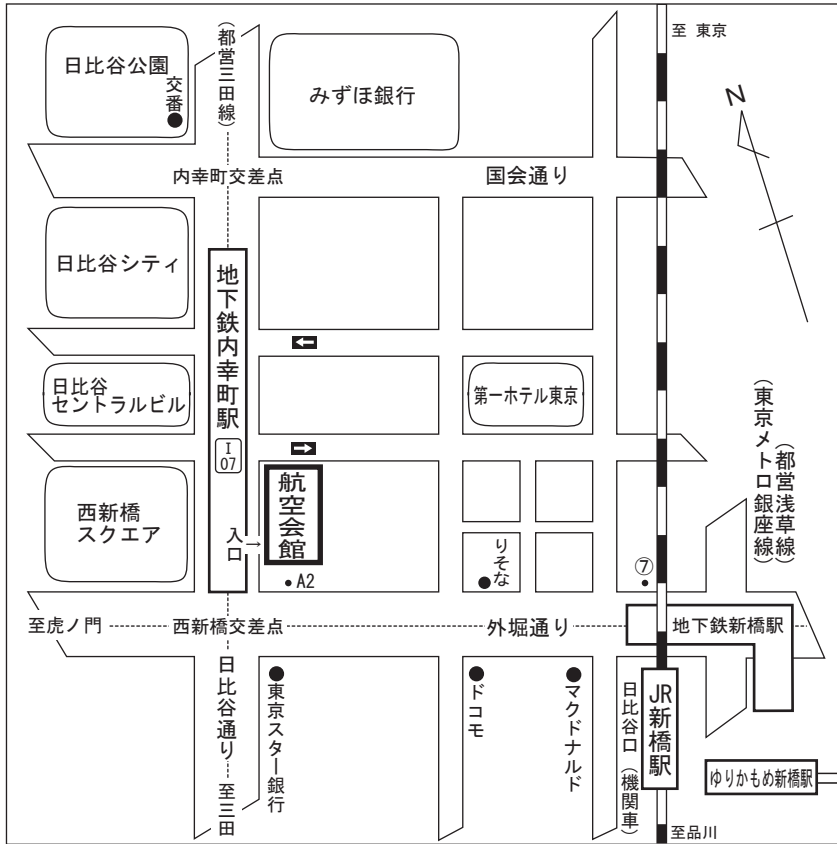 至 東京
日比谷公園
交番
(都営三田線)
みずほ銀行
N
内幸町交差点
国会通り
日比谷シティ
地下鉄内幸町駅
I
07
←
日比谷
セントラルビル
第一ホテル東京
(東京メトロ銀座線)
(都営浅草線)
→
航空会館
入口→
西新橋
スクエア
りそな
⑦
A2
至虎ノ門
西新橋交差点
外堀通り
地下鉄新橋駅
日比谷通り
至三田
東京スター銀行
ドコモ
マクドナルド
日比谷口(機関車)
JR新橋駅
ゆりかもめ新橋駅
至品川